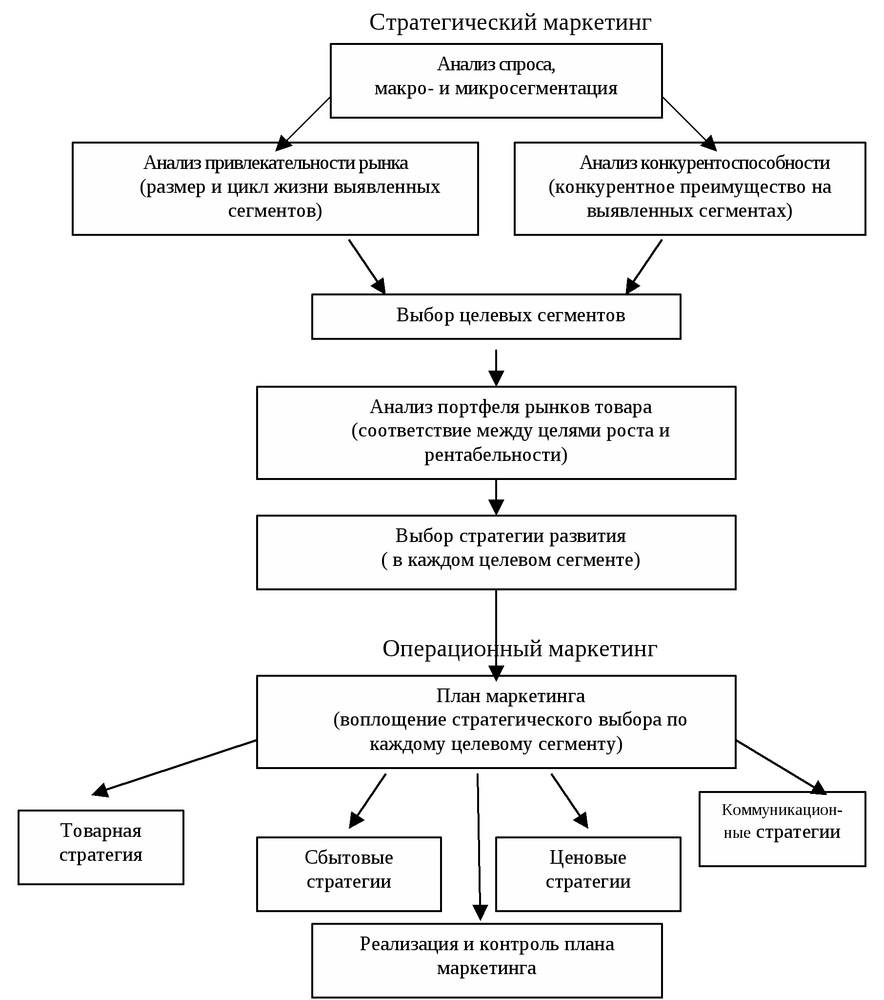 Стратегический маркетинг
Анализ спроса,
макро- и микросегментация
Анализ привлекательности рынка
(размер и цикл жизни выявленных
сегментов)
Анализ конкурентоспособности
(конкурентное преимущество на
выявленных сегментах)
Выбор целевых сегментов
Анализ портфеля рынков товара
(соответствие между целями роста и
рентабельности)
Выбор стратегии развития
( в каждом целевом сегменте)
Операционный маркетинг
План маркетинга
(воплощение стратегического выбора по
каждому целевому сегменту)
Товарная
стратегия
Сбытовые
стратегии
Ценовые
стратегии
Коммуникацион-
ные стратегии
Реализация и контроль плана
маркетинга